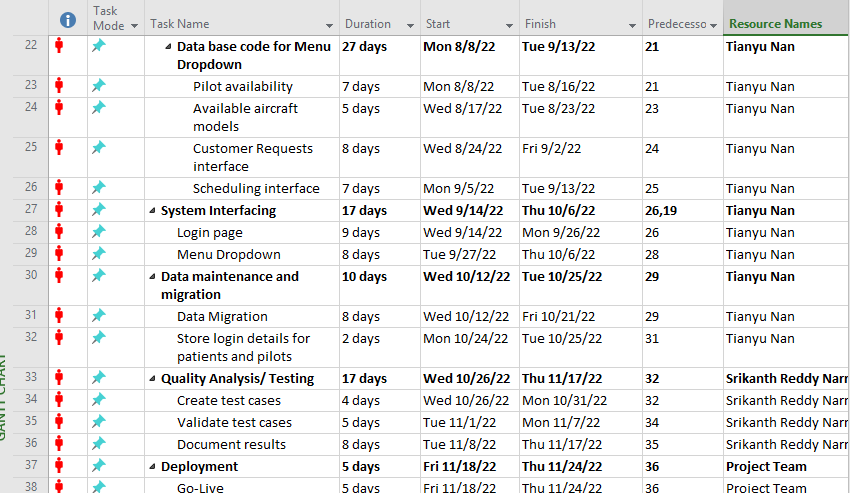 Task Mode Task Name Duration Start Finish Predecesso Resource Names
22 Data base code for Menu Dropdown 27 days Mon 8/8/22 Tue 9/13/22 21 Tianyu Nan
23 Pilot availability 7 days Mon 8/8/22 Tue 8/16/22 21 Tianyu Nan
24 Available aircraft models 5 days Wed 8/17/22 Tue 8/23/22 23 Tianyu Nan
25 Customer Requests interface 8 days Wed 8/24/22 Fri 9/2/22 24 Tianyu Nan
26 Scheduling interface 7 days Mon 9/5/22 Tue 9/13/22 25 Tianyu Nan
27 System Interfacing 17 days Wed 9/14/22 Thu 10/6/22 26,19 Tianyu Nan
28 Login page 9 days Wed 9/14/22 Mon 9/26/22 26 Tianyu Nan
29 Menu Dropdown 8 days Tue 9/27/22 Thu 10/6/22 28 Tianyu Nan
30 Data maintenance and migration 10 days Wed 10/12/22 Tue 10/25/22 29 Tianyu Nan
31 Data Migration 8 days Wed 10/12/22 Fri 10/21/22 29 Tianyu Nan
32 Store login details for patients and pilots 2 days Mon 10/24/22 Tue 10/25/22 31 Tianyu Nan
33 Quality Analysis/ Testing 17 days Wed 10/26/22 Thu 11/17/22 32 Srikanth Reddy Narr
34 Create test cases 4 days Wed 10/26/22 Mon 10/31/22 32 Srikanth Reddy Narr
35 Validate test cases 5 days Tue 11/1/22 Mon 11/7/22 34 Srikanth Reddy Narr
36 Document results 8 days Tue 11/8/22 Thu 11/17/22 35 Srikanth Reddy Narr
37 Deployment 5 days Fri 11/18/22 Thu 11/24/22 36 Project Team
38 Go-Live 5 days Fri 11/18/22 Thu 11/24/22 36 Project Team
GANTT CHART